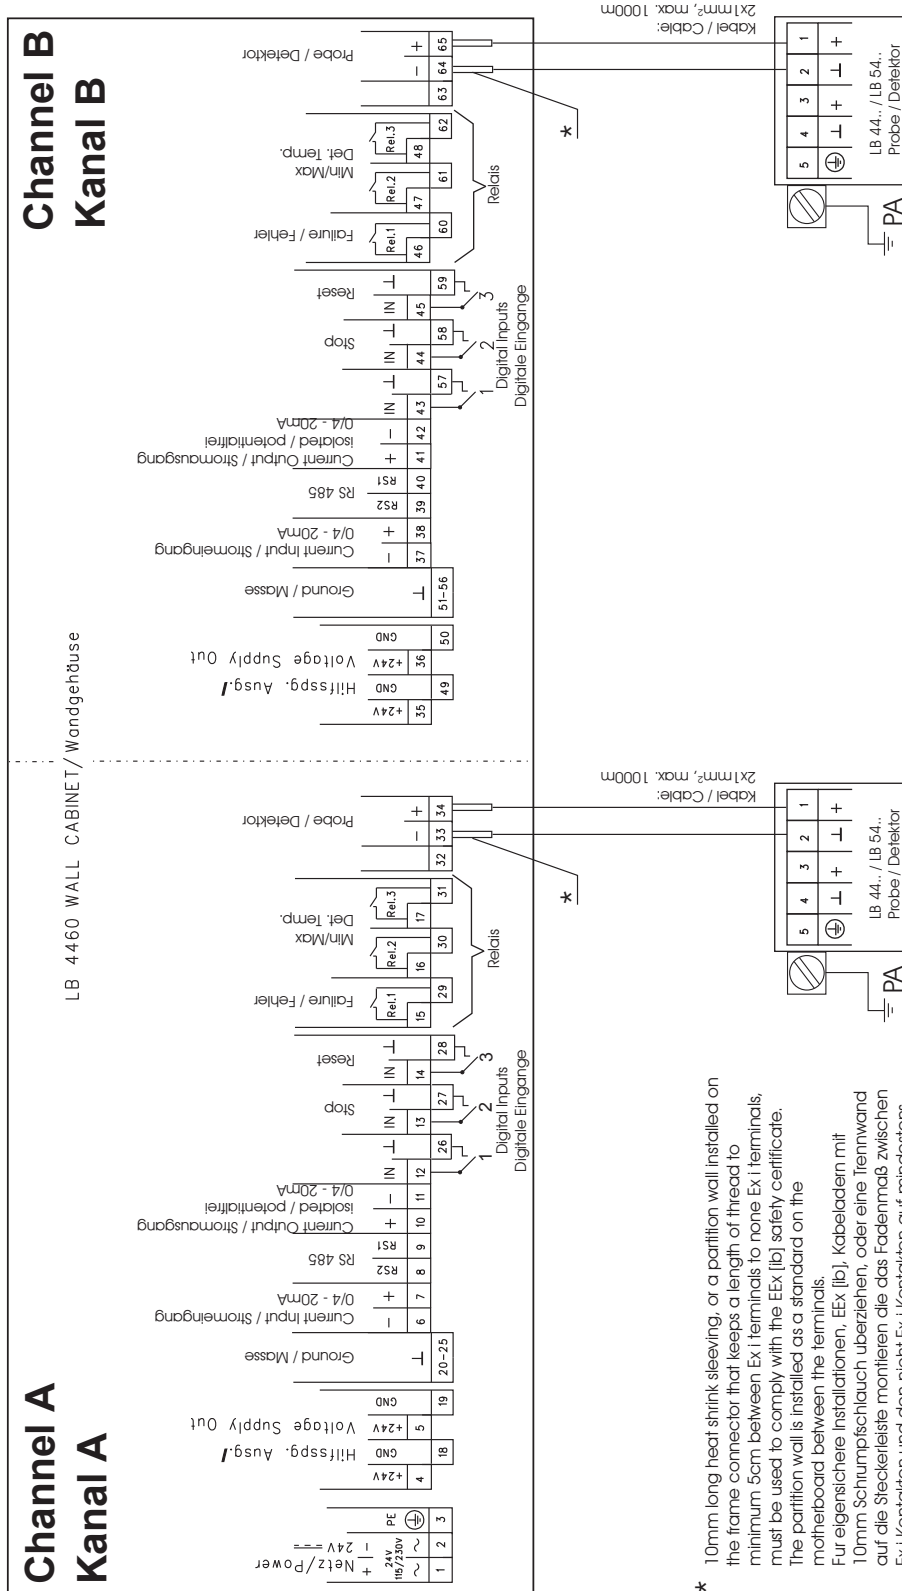 Channel A
Kanal A
LB 4460 WALL CABINET/Wandgehäuse
Channel B
Kanal B
Netz/Power
+ − 24V
24V
115/230V
~ ~ PE
1 2 3
Hilfsspg. Ausg./
Voltage Supply Out
+24V GND +24V GND
4 18 5 19
Ground / Masse
⊥
20-25
Current Input / Stromeingang
0/4 - 20mA
− +
6 7
RS 485
RS2 RS1
8 9
Current Output / Stromausgang
isolated / potentialfrei
0/4 - 20mA
+ −
10 11
Stop
Reset
IN ⊥ IN ⊥ IN ⊥
12 26 13 27 14 28
1 2 3
Digital Inputs
Digitale Eingange
Failure / Fehler
Min/Max
Det. Temp.
Rel.1 Rel.2 Rel.3
15 29 16 30 17 31
Relais
Probe / Detektor
− +
32 33 34
*
Hilfsspg. Ausg./
Voltage Supply Out
+24V GND +24V GND
35 49 36 50
Ground / Masse
⊥
51-56
Current Input / Stromeingang
0/4 - 20mA
− +
37 38
RS 485
RS2 RS1
39 40
Current Output / Stromausgang
isolated / potentialfrei
0/4 - 20mA
+ −
41 42
Stop
Reset
IN ⊥ IN ⊥ IN ⊥
43 57 44 58 45 59
1 2 3
Digital Inputs
Digitale Eingange
Failure / Fehler
Min/Max
Det. Temp.
Rel.1 Rel.2 Rel.3
46 60 47 61 48 62
Relais
Probe / Detektor
− +
63 64 65
*
Kabel / Cable:
2x1mm², max. 1000m
5 4 3 2 1
⊥ + ⊥ +
LB 44.. / LB 54..
Probe / Detektor
PA
Kabel / Cable:
2x1mm², max. 1000m
5 4 3 2 1
⊥ + ⊥ +
LB 44.. / LB 54..
Probe / Detektor
PA
* 10mm long heat shrink sleeving, or a partition wall installed on
the frame connector that keeps a length of thread to
minimum 5cm between Ex i terminals to none Ex i terminals,
must be used to comply with the EEx [ib] safety certificate.
The partition wall is installed as a standard on the
motherboard between the terminals.
Fur eigensichere Installationen, EEx [ib], Kabeladern mit
10mm Schrumpfschlauch uberziehen, oder eine Trennwand
auf die Steckerleiste montieren die das Fadenmaß zwischen
Ex i Kontakten und den nicht Ex i Kontakten auf mindestens